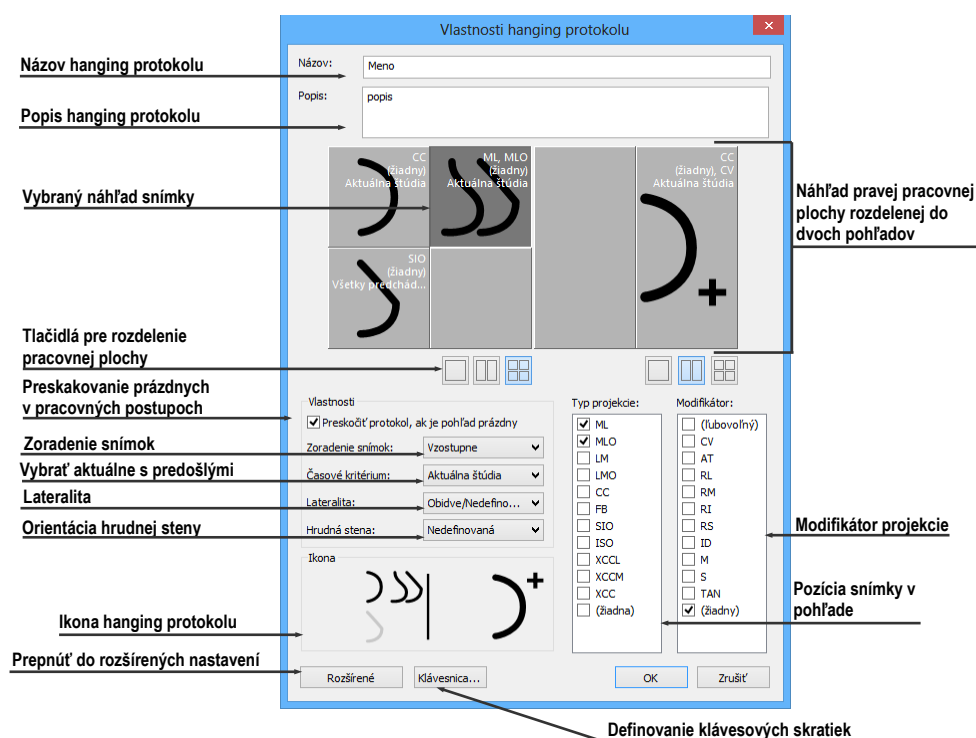 Vlastnosti hanging protokolu
Názov hanging protokolu
Názov:
Meno
Popis hanging protokolu
Popis:
popis
Vybraný náhľad snímky
CC
(žiadny)
Aktuálna štúdia
ML, MLO
(žiadny)
Aktuálna štúdia
CC
(žiadny), CV
Aktuálna štúdia
SIO
(žiadny)
Všetky predchád...
Náhľad pravej pracovnej
plochy rozdelenej do
dvoch pohľadov
Tlačidlá pre rozdelenie
pracovnej plochy
Preskakovanie prázdnych
v pracovných postupoch
Zoradenie snímok
Vybrať aktuálne s predošlými
Lateralita
Orientácia hrudnej steny
Vlastnosti
Preskočiť protokol, ak je pohľad prázdny
Zoradenie snímok:
Vzostupne
Časové kritérium:
Aktuálna štúdia
Lateralita:
Obidve/Nedefino...
Hrudná stena:
Nedefinovaná
Typ projekcie:
ML
MLO
LM
LMO
CC
FB
SIO
ISO
XCCL
XCCM
XCC
(žiadna)
Modifikátor:
(ľubovoľný)
CV
AT
RL
RM
RI
RS
ID
M
S
TAN
(žiadny)
Modifikátor projekcie
Pozícia snímky v
pohľade
Ikona
Ikona hanging protokolu
Prepnúť do rozšírených nastavení
Rozšírené
Klávesnica...
OK
Zrušiť
Definovanie klávesových skratiek